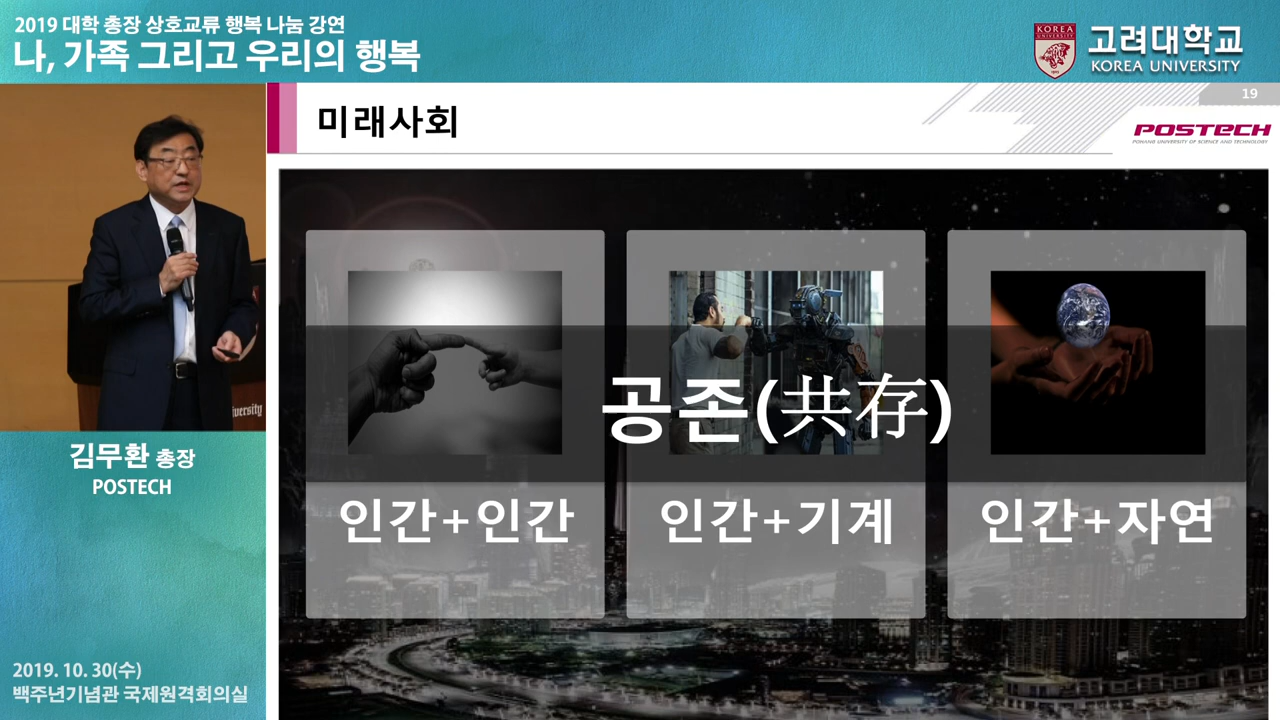 2019 대학 총장 상호교류 행복 나눔 강연
나, 가족 그리고 우리의 행복
KOREA
UNIVERSITY
1905
고려대학교
KOREA UNIVERSITY
19
미래사회
POSTECH
POHANG UNIVERSITY OF SCIENCE AND TECHNOLOGY
공존(共存)
인간+인간
인간+기계
인간+자연
iversity
김무환 총장
POSTECH
2019. 10. 30(수)
백주년기념관 국제원격회의실